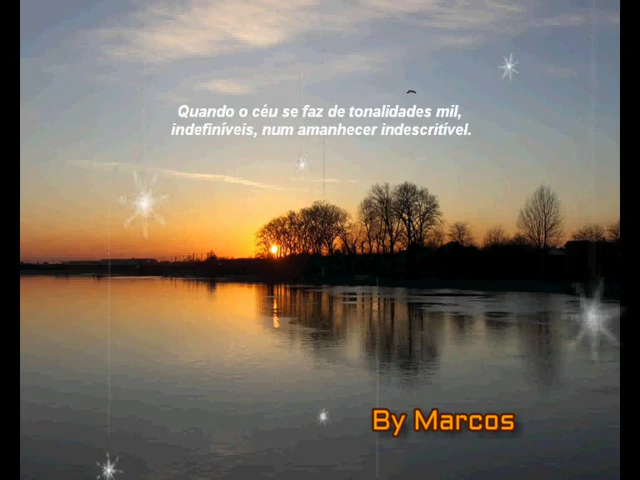 Quando o céu se faz de tonalidades mil,
indefiníveis, num amanhecer indescritível.
By Marcos